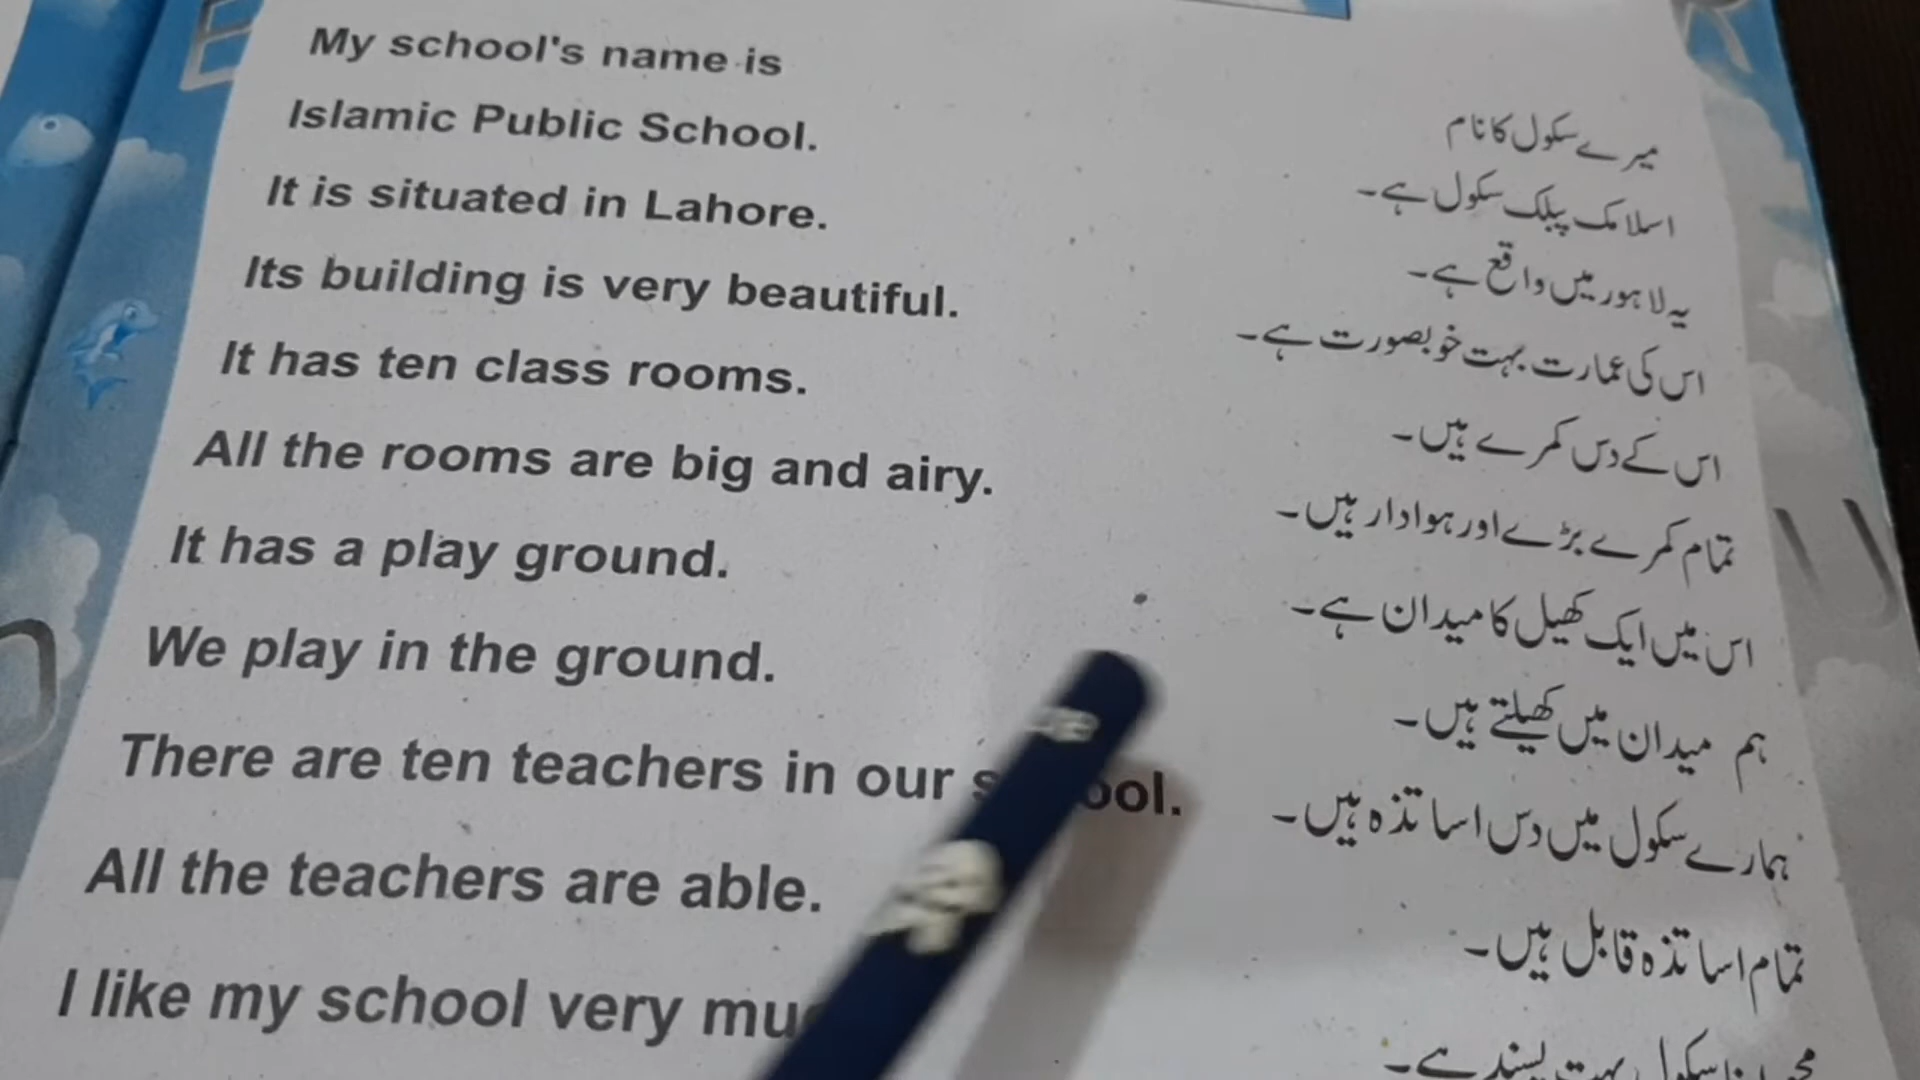 My school's name is
Islamic Public School.
It is situated in Lahore.
Its building is very beautiful.
It has ten class rooms.
All the rooms are big and airy.
It has a play ground.
We play in the ground.
There are ten teachers in our
All the teachers are able.
I like my school very
میرے سکول کا نام
اسلامک پبلک سکول ہے۔
یہ لاہور میں واقع ہے۔
اس کی عمارت بہت خوبصورت ہے۔
اس کے دس کمرے ہیں۔
تمام کمرے بڑے اور ہوادار ہیں۔
اس میں ایک کھیل کا میدان ہے۔
ہم میدان میں کھیلتے ہیں۔
ہمارے سکول میں دس اساتذہ ہیں۔
تمام اساتذہ قابل ہیں۔
سکول بہت پسند ہے۔